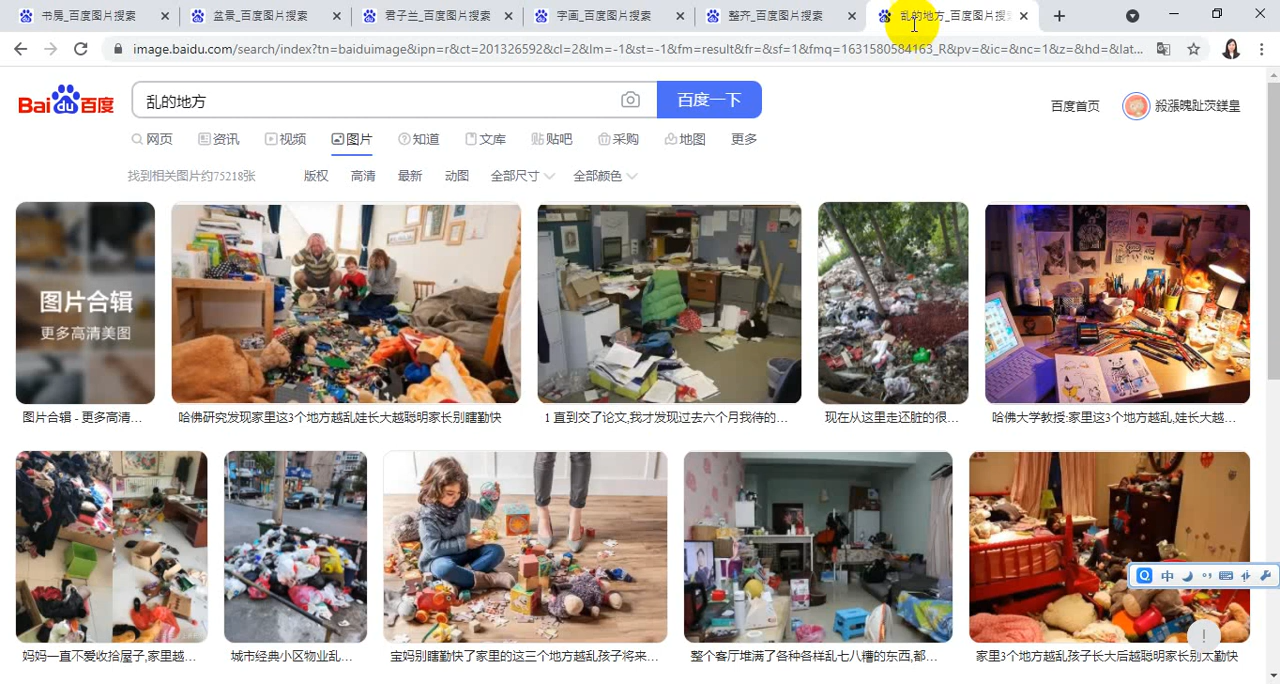 书房_百度图片搜索
盆景_百度图片搜索
君子兰_百度图片搜索
字画_百度图片搜索
整齐_百度图片搜索
乱的地方_百度图片搜
image.baidu.com/search/index?tn=baiduimage&ipn=r&ct=201326592&cl=2&lm=-1&st=-1&fm=result&fr=&sf=1&fmq=1631580584163_R&pv=&ic=&nc=1&z=&hd=&lat...
Bai du 百度
乱的地方
百度一下
百度首页
网页
资讯
视频
图片
知道
文库
贴吧
采购
地图
更多
找到相关图片约75218张
版权
高清
最新
动图
全部尺寸
全部颜色
图片合辑
更多高清美图
图片合辑 - 更多高清...
哈佛研究发现家里这3个地方越乱娃长大越聪明家长别瞎勤快
1 直到交了论文,我才发现过去六个月我待的...
现在从这里走还脏的很...
哈佛大学教授:家里这3个地方越乱,娃长大越...
中
妈妈一直不爱收拾屋子,家里越...
城市经典小区物业乱...
宝妈别瞎勤快了家里的这三个地方越乱孩子将来...
整个客厅堆满了各种各样乱七八糟的东西,都...
家里3个地方越乱孩子长大后越聪明家长别太勤快